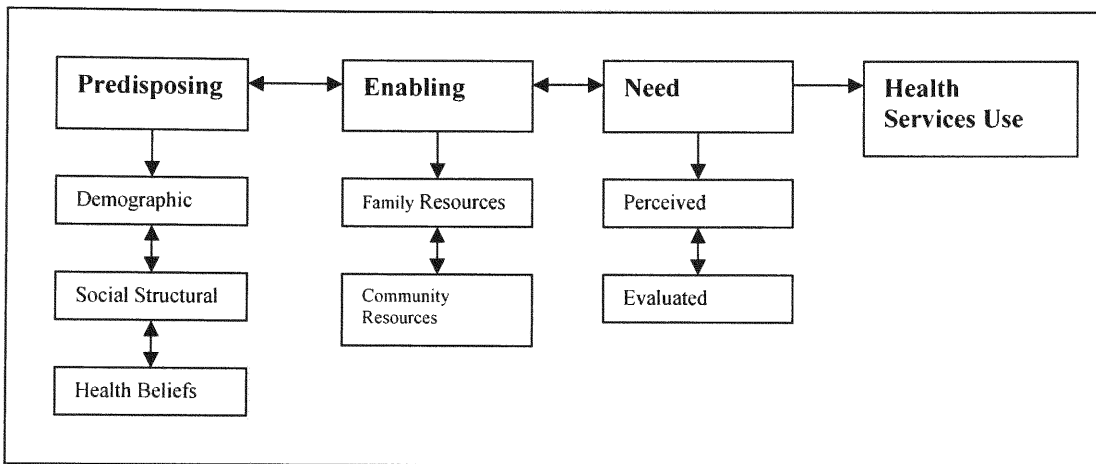 Predisposing
Enabling
Need
Health
Services Use
Demographic
Family Resources
Perceived
Social Structural
Community
Resources
Evaluated
Health Beliefs